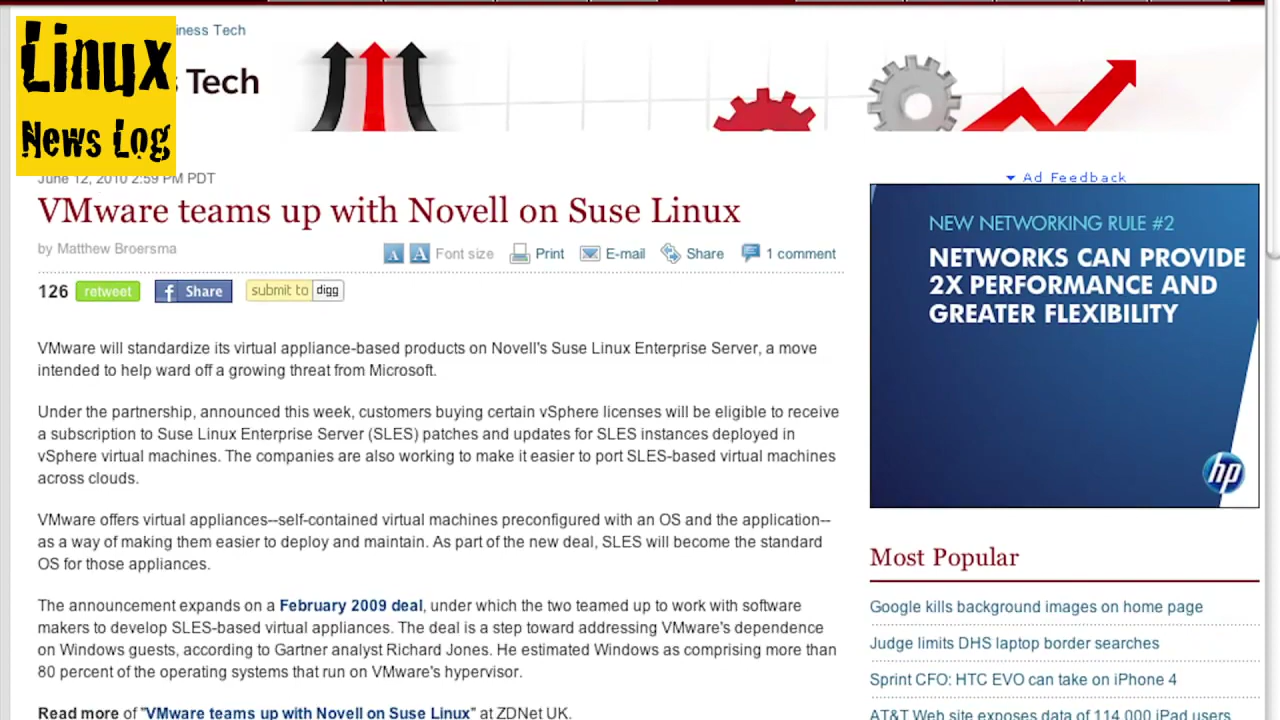 Linux
News Log
iness Tech
s Tech
June 12, 2010 2:59 PM PDT
VMware teams up with Novell on Suse Linux
by Matthew Broersma
A A Font size Print E-mail Share 1 comment
126 retweet f Share submit to digg
VMware will standardize its virtual appliance-based products on Novell's Suse Linux Enterprise Server, a move
intended to help ward off a growing threat from Microsoft.
Under the partnership, announced this week, customers buying certain vSphere licenses will be eligible to receive
a subscription to Suse Linux Enterprise Server (SLES) patches and updates for SLES instances deployed in
vSphere virtual machines. The companies are also working to make it easier to port SLES-based virtual machines
across clouds.
VMware offers virtual appliances--self-contained virtual machines preconfigured with an OS and the application--
as a way of making them easier to deploy and maintain. As part of the new deal, SLES will become the standard
OS for those appliances.
The announcement expands on a February 2009 deal, under which the two teamed up to work with software
makers to develop SLES-based virtual appliances. The deal is a step toward addressing VMware's dependence
on Windows guests, according to Gartner analyst Richard Jones. He estimated Windows as comprising more than
80 percent of the operating systems that run on VMware's hypervisor.
Read more of "VMware teams up with Novell on Suse Linux" at ZDNet UK.
Ad Feedback
NEW NETWORKING RULE #2
NETWORKS CAN PROVIDE
2X PERFORMANCE AND
GREATER FLEXIBILITY
hp
Most Popular
Google kills background images on home page
Judge limits DHS laptop border searches
Sprint CFO: HTC EVO can take on iPhone 4
AT&T Web site exposes data of 114,000 iPad users